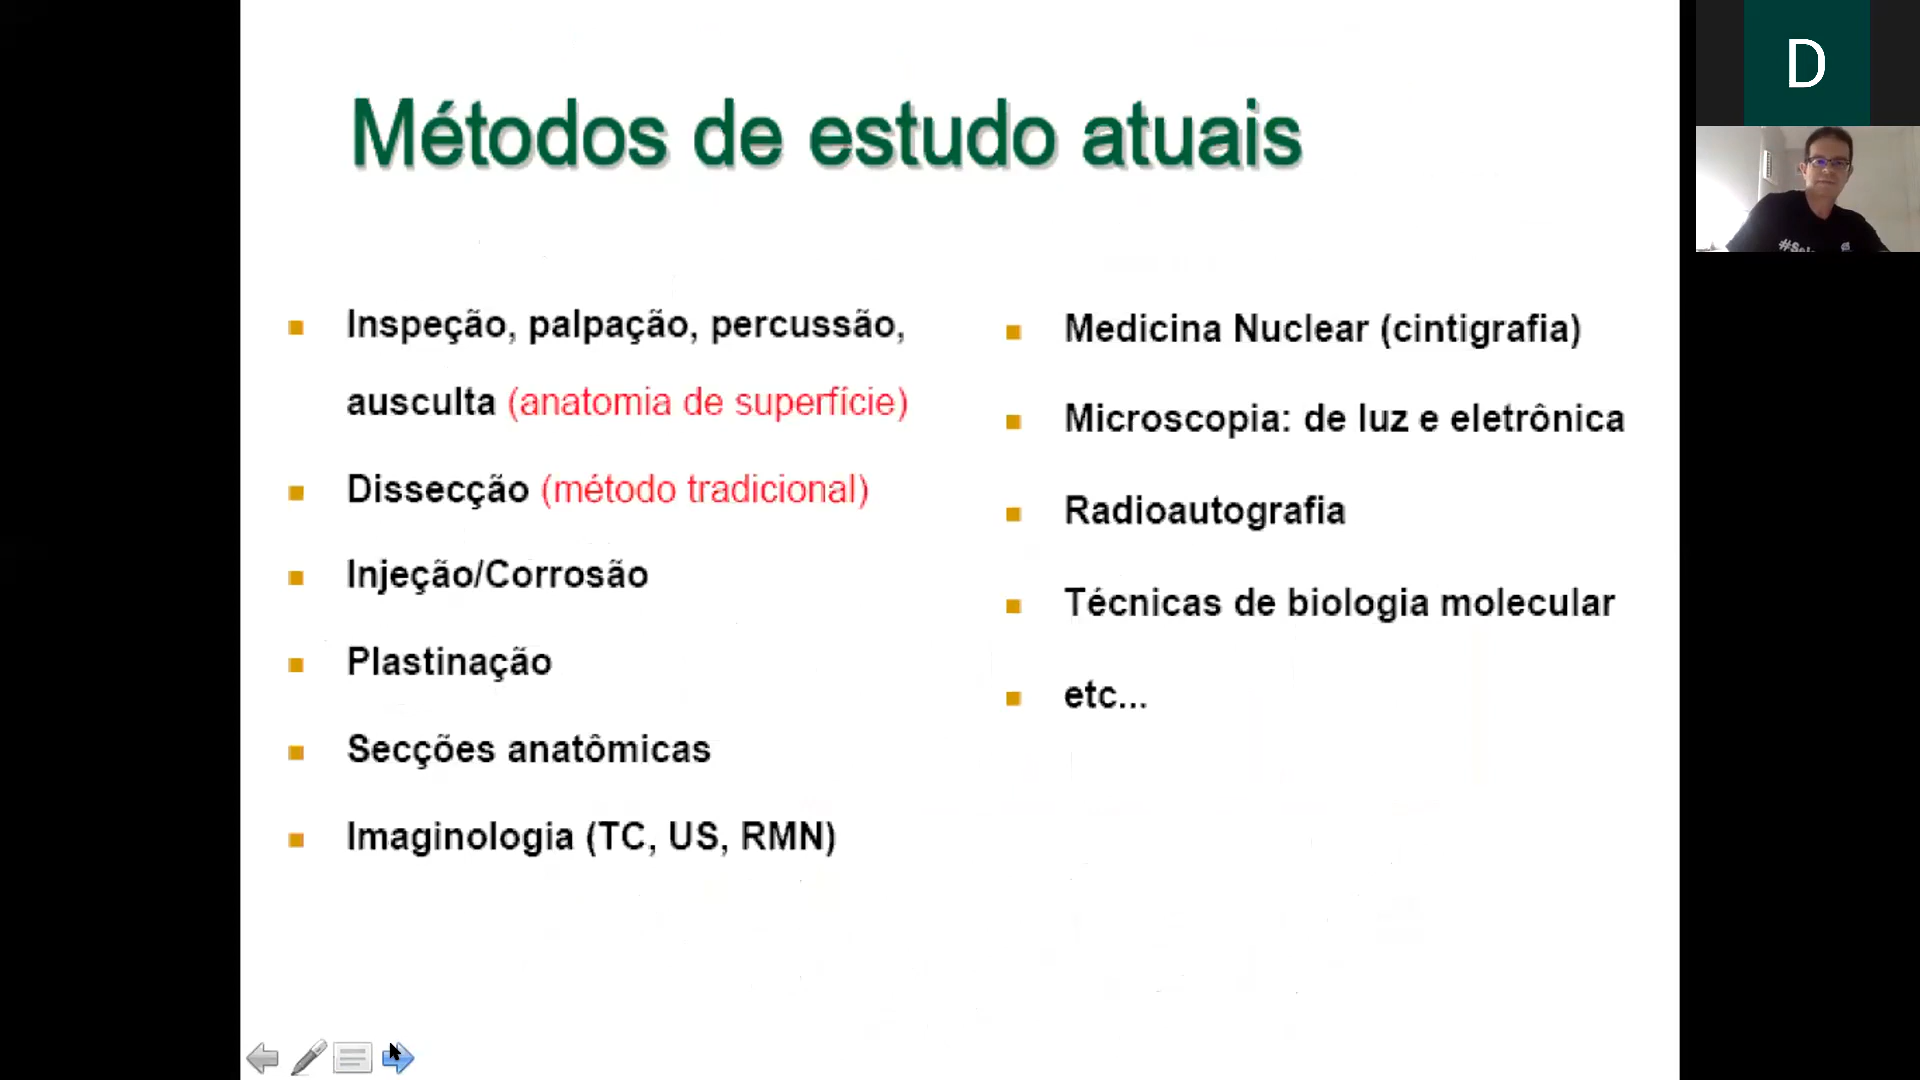 Métodos de estudo atuais
Inspeção, palpação, percussão,
ausculta (anatomia de superfície)
Dissecção (método tradicional)
Injeção/Corrosão
Plastinação
Secções anatômicas
Imaginologia (TC, US, RMN)
Medicina Nuclear (cintigrafia)
Microscopia: de luz e eletrônica
Radioautografia
Técnicas de biologia molecular
etc...
D